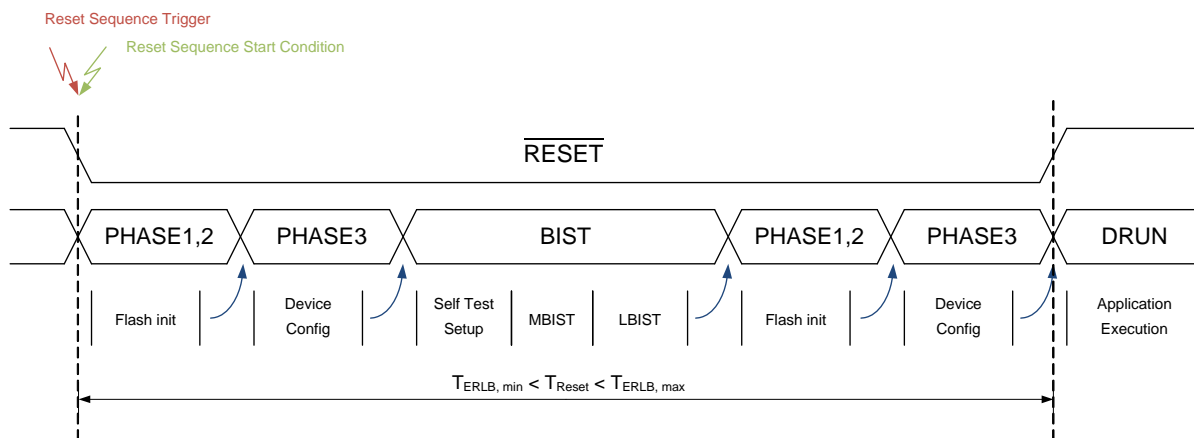 Reset Sequence Trigger
Reset Sequence Start Condition
RESET
PHASE1,2 PHASE3 BIST PHASE1,2 PHASE3 DRUN
Flash init Device Config Self Test Setup MBIST LBIST Flash init Device Config Application Execution
TERLB, min < TReset < TERLB, max